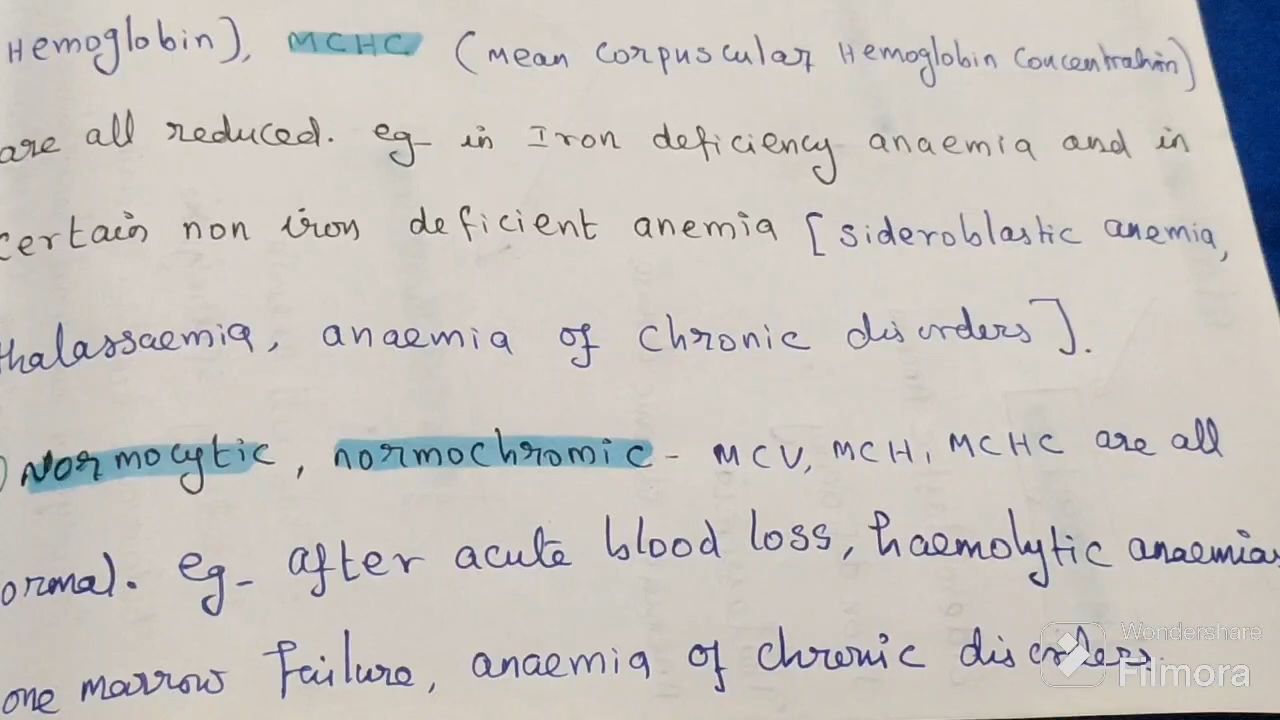 Hemoglobin), MCHC (Mean corpuscular Hemoglobin Concentration)
are all reduced. eg- in Iron deficiency anaemia and in
certain non iron deficient anemia [sideroblastic anemia,
thalassaemia, anaemia of chronic disorders].
) Normocytic, normochromic - MCV, MCH, MCHC are all
ormal. eg- after acute blood loss, haemolytic anaemias
one marrow failure, anaemia of chronic disorders.
Wondershare
Filmora